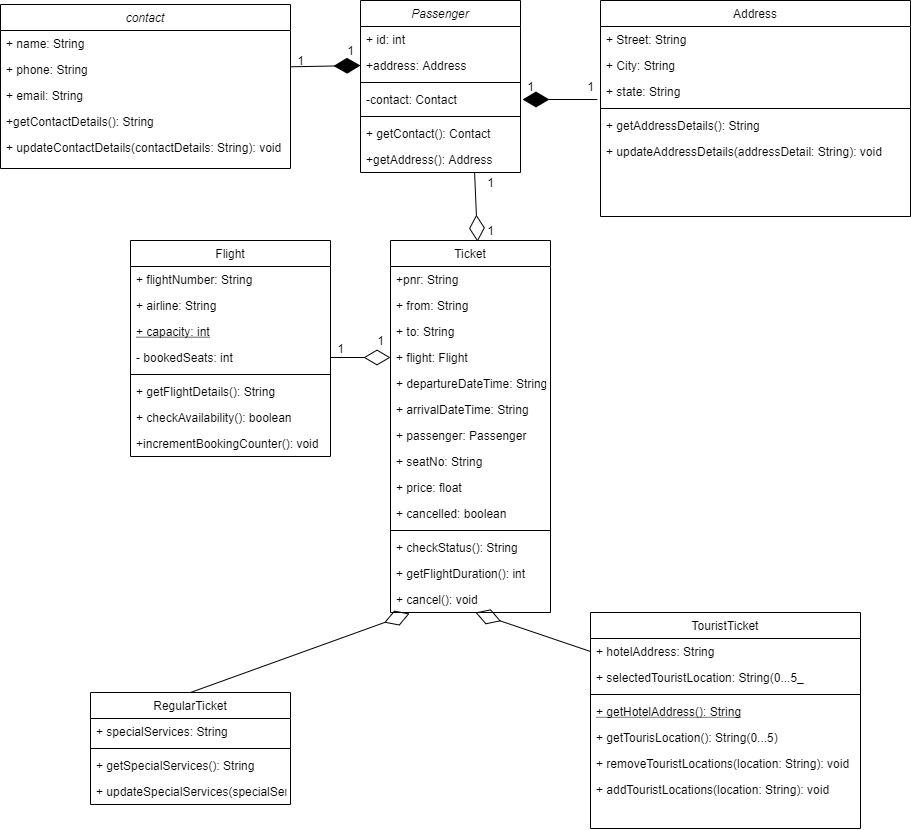 contact
+ name: String
+ phone: String
+ email: String
+getContactDetails(): String
+ updateContactDetails(contactDetails: String): void
1
1
Passenger
+ id: int
+address: Address
-contact: Contact
+ getContact(): Contact
+getAddress(): Address
1
1
Address
+ Street: String
+ City: String
+ state: String
+ getAddressDetails(): String
+ updateAddressDetails(addressDetail: String): void
1
1
Flight
+ flightNumber: String
+ airline: String
+ capacity: int
- bookedSeats: int
+ getFlightDetails(): String
+ checkAvailability(): boolean
+incrementBookingCounter(): void
1
1
Ticket
+pnr: String
+ from: String
+ to: String
+ flight: Flight
+ departureDateTime: String
+ arrivalDateTime: String
+ passenger: Passenger
+ seatNo: String
+ price: float
+ cancelled: boolean
+ checkStatus(): String
+ getFlightDuration(): int
+ cancel(): void
RegularTicket
+ specialServices: String
+ getSpecialServices(): String
+ updateSpecialServices(specialSer
TouristTicket
+ hotelAddress: String
+ selectedTouristLocation: String(0...5_
+ getHotelAddress(): String
+ getTourisLocation(): String(0...5)
+ removeTouristLocations(location: String): void
+ addTouristLocations(location: String): void